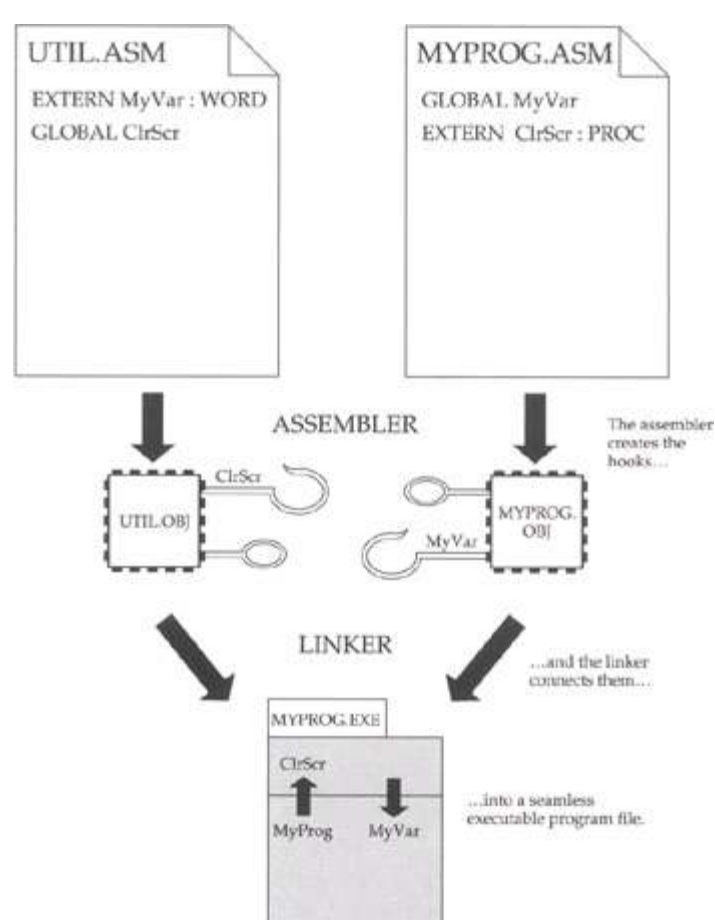 UTIL.ASM
EXTERN MyVar : WORD
GLOBAL ClrScr
MYPROG.ASM
GLOBAL MyVar
EXTERN ClrScr : PROC
ASSEMBLER
The assembler
creates the
hooks...
ClrScr
UTIL.OBJ
MyVar
MYPROG.
OBJ
LINKER
...and the linker
connects them...
MYPROG.EXE
ClrScr
MyProg
MyVar
...into a seamless
executable program file.